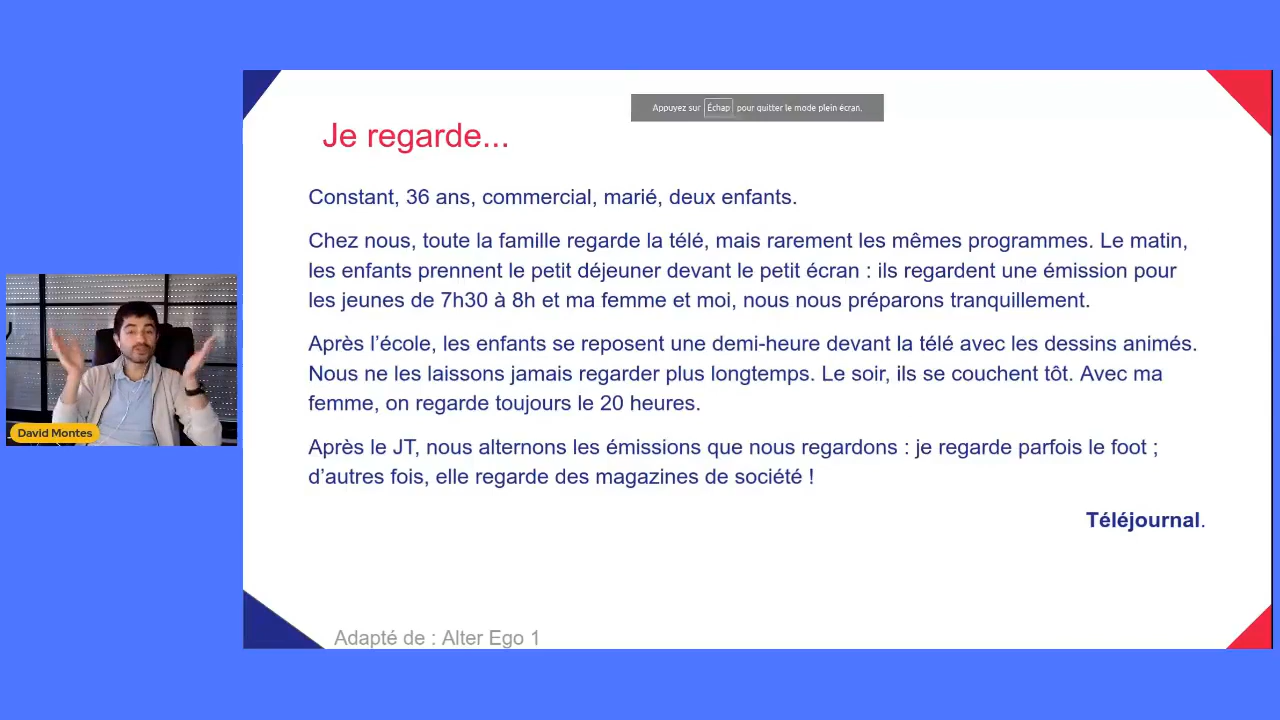 Appuyez sur Échap pour quitter le mode plein écran.
Je regarde...
Constant, 36 ans, commercial, marié, deux enfants.
Chez nous, toute la famille regarde la télé, mais rarement les mêmes programmes. Le matin,
les enfants prennent le petit déjeuner devant le petit écran : ils regardent une émission pour
les jeunes de 7h30 à 8h et ma femme et moi, nous nous préparons tranquillement.
Après l’école, les enfants se reposent une demi-heure devant la télé avec les dessins animés.
Nous ne les laissons jamais regarder plus longtemps. Le soir, ils se couchent tôt. Avec ma
femme, on regarde toujours le 20 heures.
Après le JT, nous alternons les émissions que nous regardons : je regarde parfois le foot ;
d’autres fois, elle regarde des magazines de société !
Téléjournal.
Adapté de : Alter Ego 1
David Montes